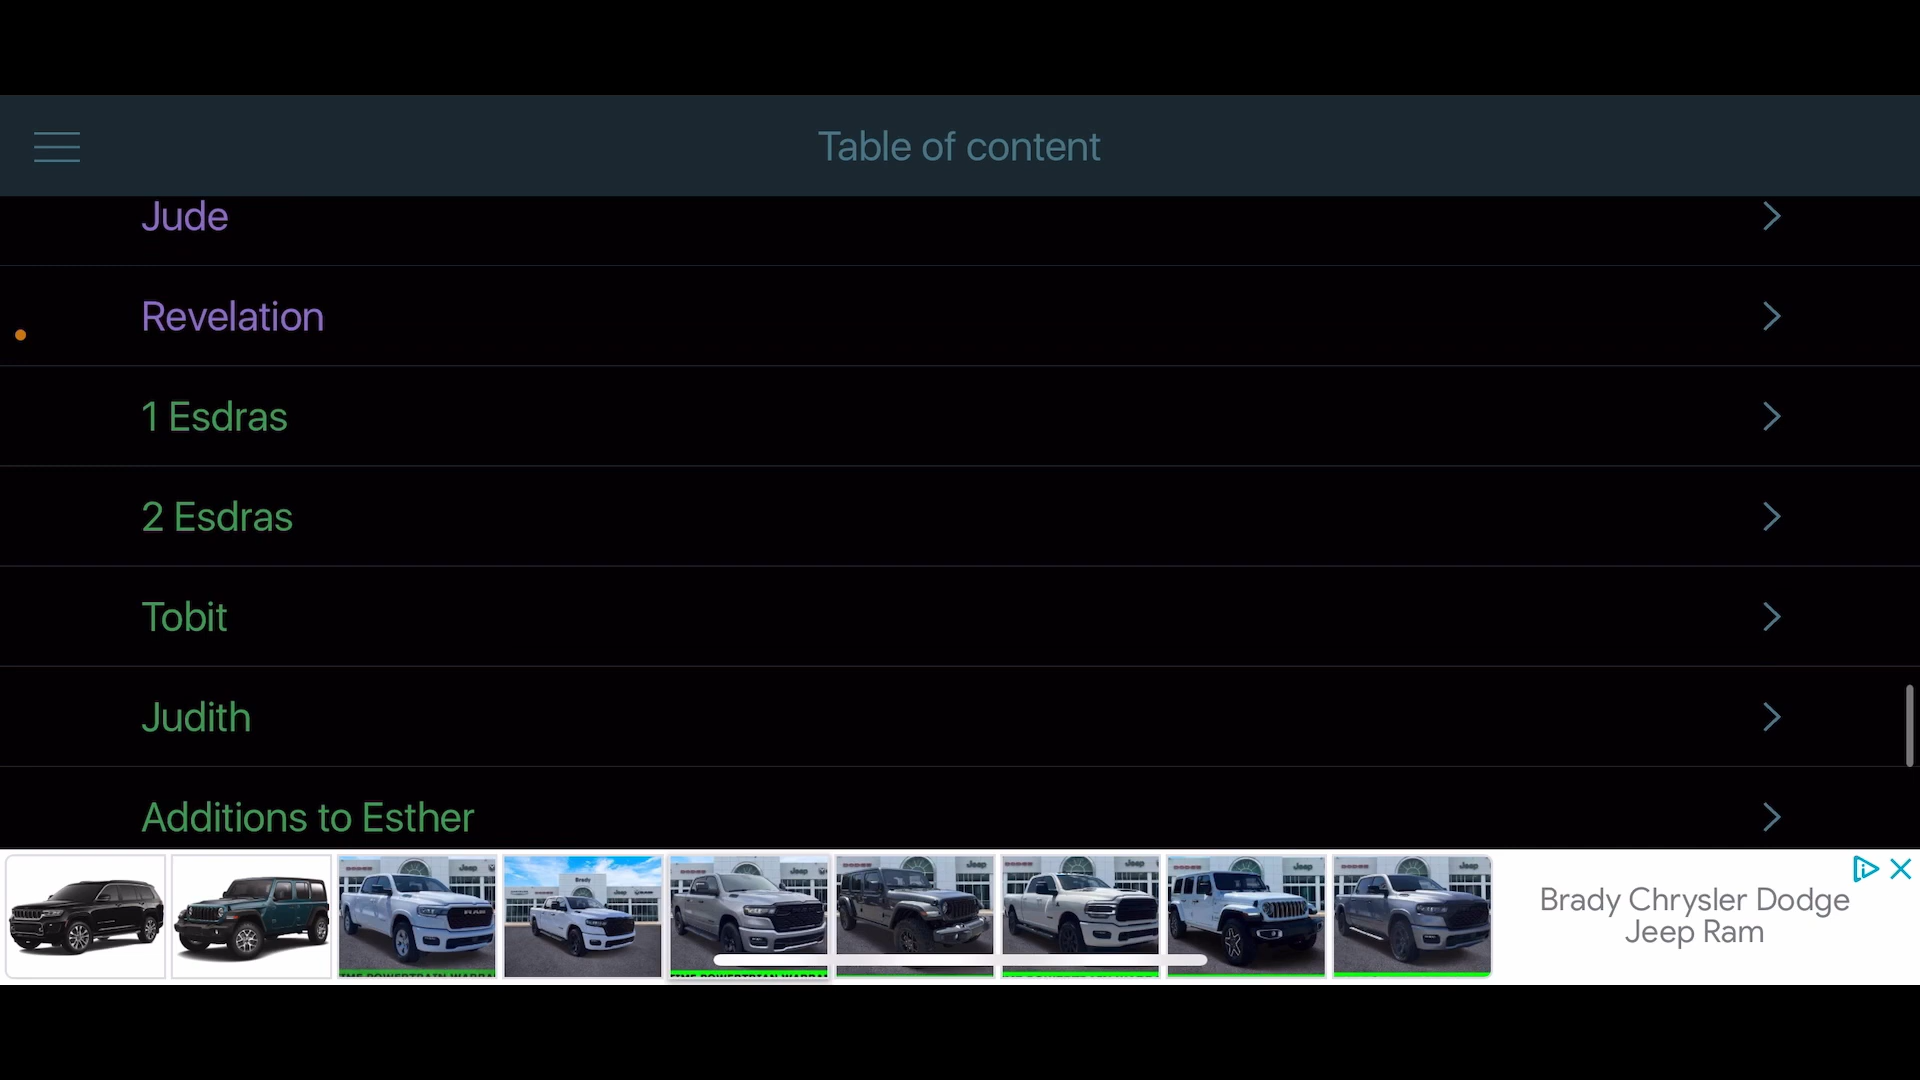 Table of content
Jude
Revelation
1 Esdras
2 Esdras
Tobit
Judith
Additions to Esther
Brady Chrysler Dodge
Jeep Ram